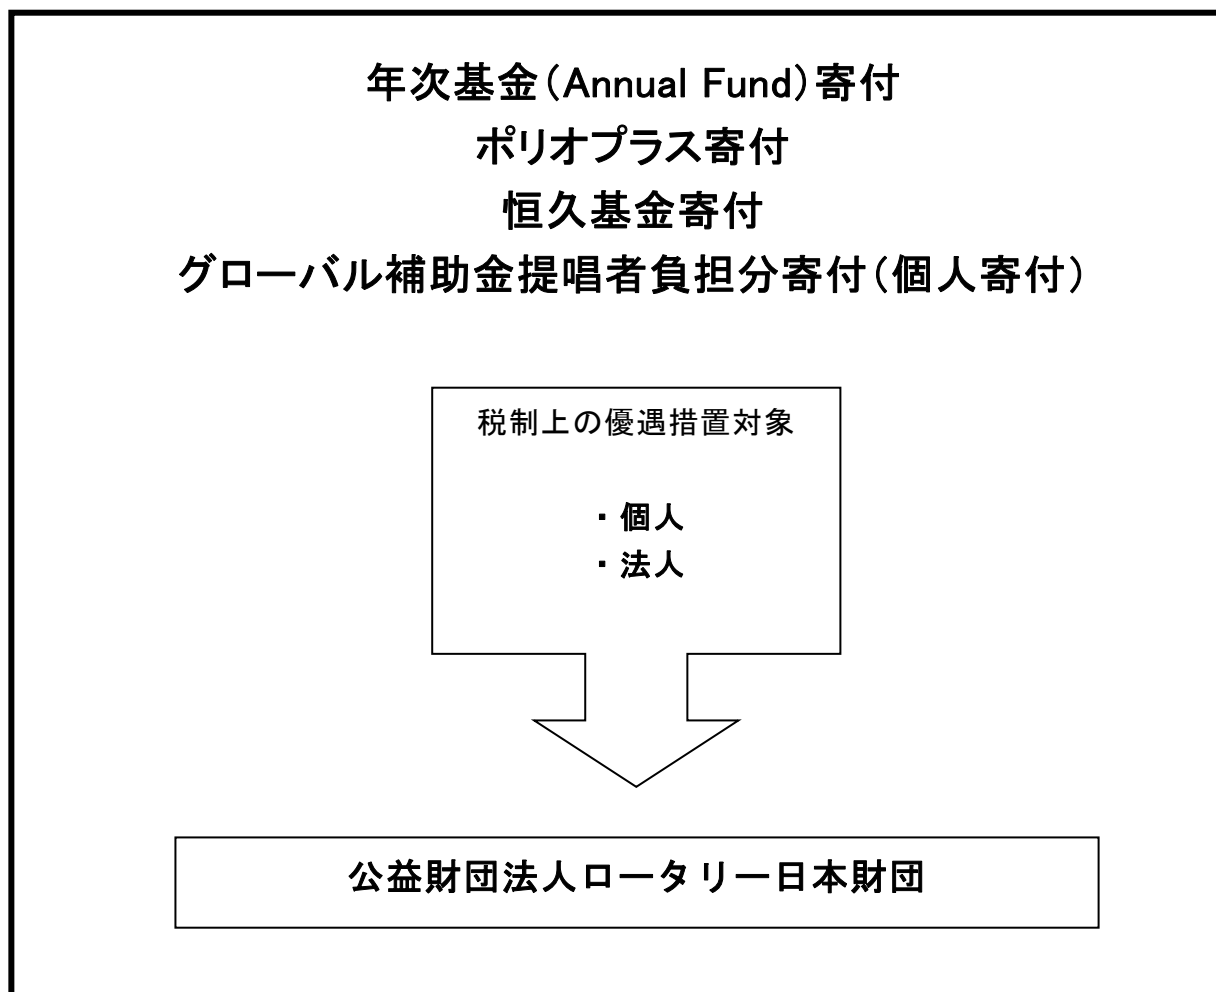 年次基金（Annual Fund）寄付
ポリオプラス寄付
恒久基金寄付
グローバル補助金提唱者負担分寄付（個人寄付）
税制上の優遇措置対象
・個人
・法人
公益財団法人ロータリー日本財団